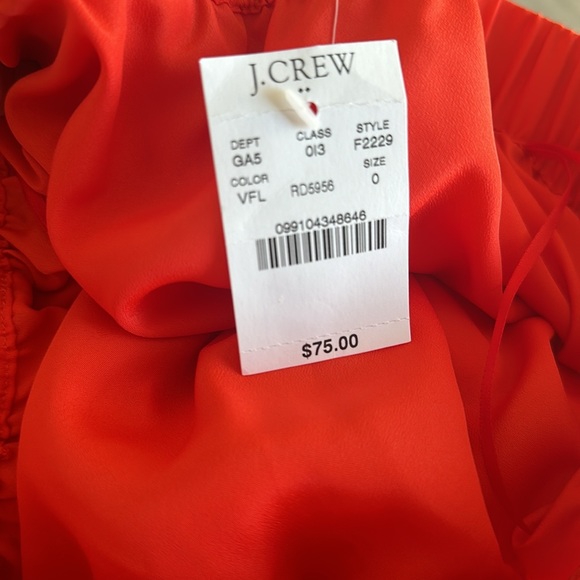 J.CREW
DEPT CLASS STYLE
GA5 013 F2229
COLOR SIZE
VFL RD5956 0
099104348646
$75.00